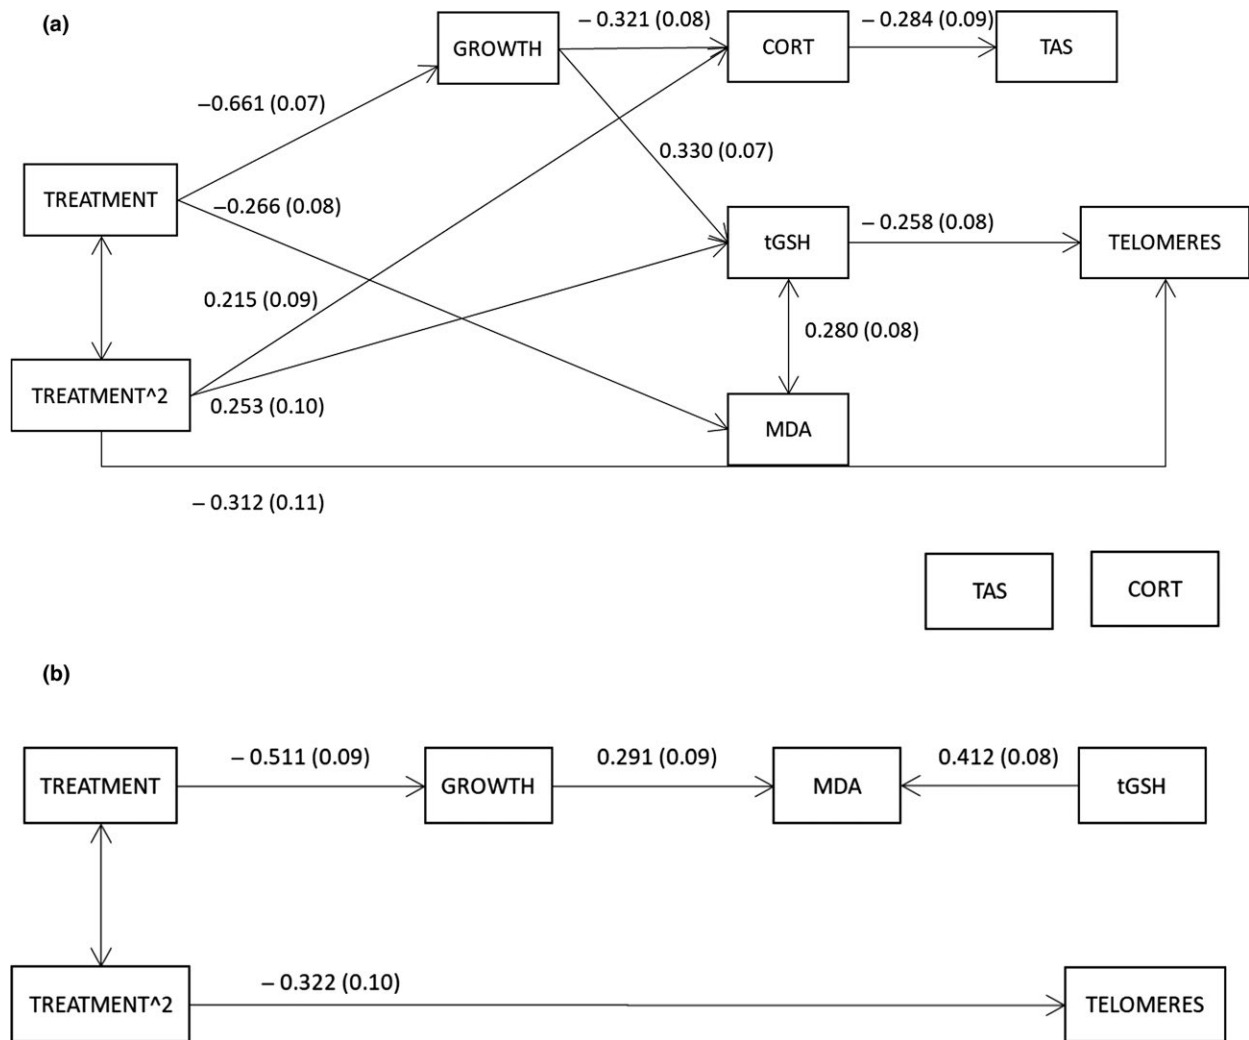 (a)
– 0.321 (0.08)
– 0.284 (0.09)
GROWTH
CORT
TAS
–0.661 (0.07)
0.330 (0.07)
TREATMENT
–0.266 (0.08)
tGSH
– 0.258 (0.08)
TELOMERES
0.215 (0.09)
0.280 (0.08)
TREATMENT^2
0.253 (0.10)
MDA
– 0.312 (0.11)
TAS
CORT
(b)
– 0.511 (0.09)
0.291 (0.09)
0.412 (0.08)
TREATMENT
GROWTH
MDA
tGSH
– 0.322 (0.10)
TREATMENT^2
TELOMERES